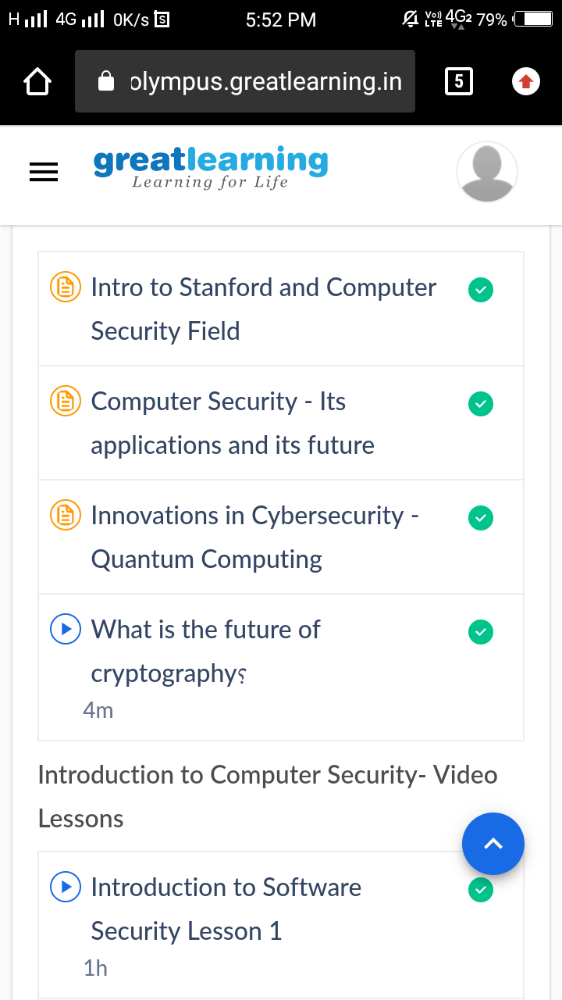 H 4G 0K/s S 5:52 PM Vo) LTE 4G2 79%
olympus.greatlearning.in 5
greatlearning
Learning for Life
Intro to Stanford and Computer
Security Field
Computer Security - Its
applications and its future
Innovations in Cybersecurity -
Quantum Computing
What is the future of
cryptography؟
4m
Introduction to Computer Security- Video
Lessons
Introduction to Software
Security Lesson 1
1h